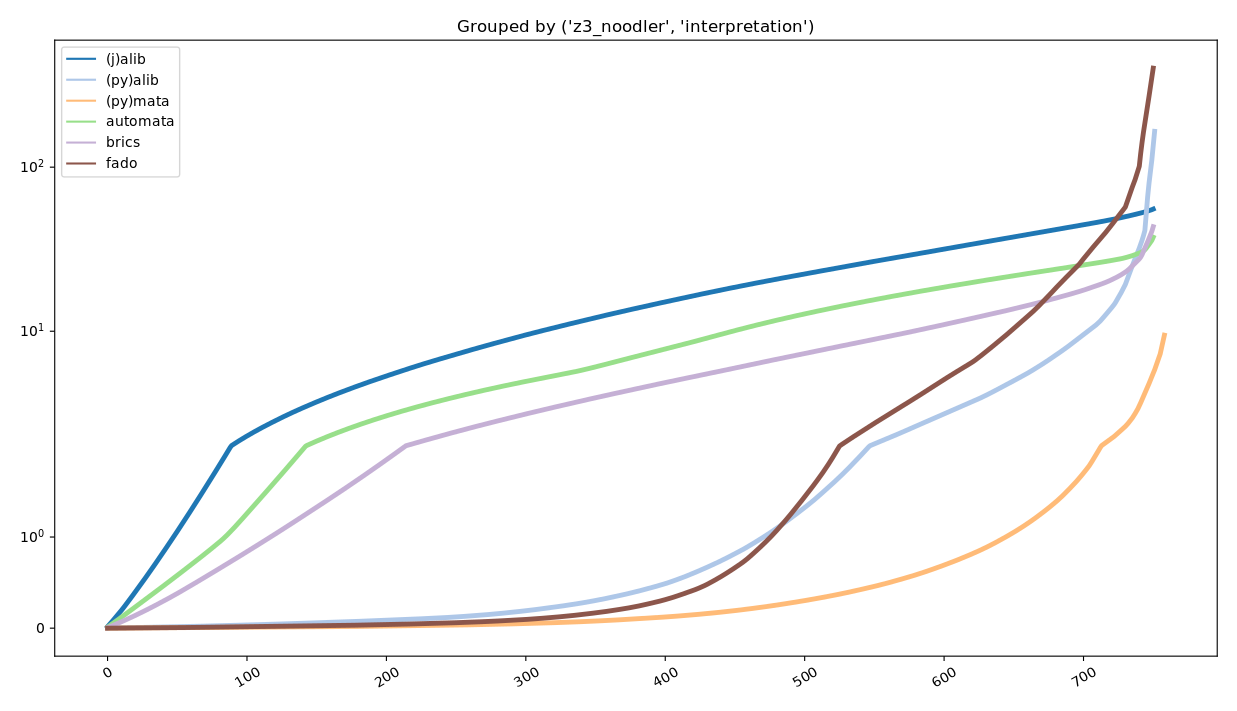 Grouped by ('z3_noodler', 'interpretation')
(j)alib
(py)alib
(py)mata
automata
brics
fado
10²
10¹
10⁰
0
0
100
200
300
400
500
600
700